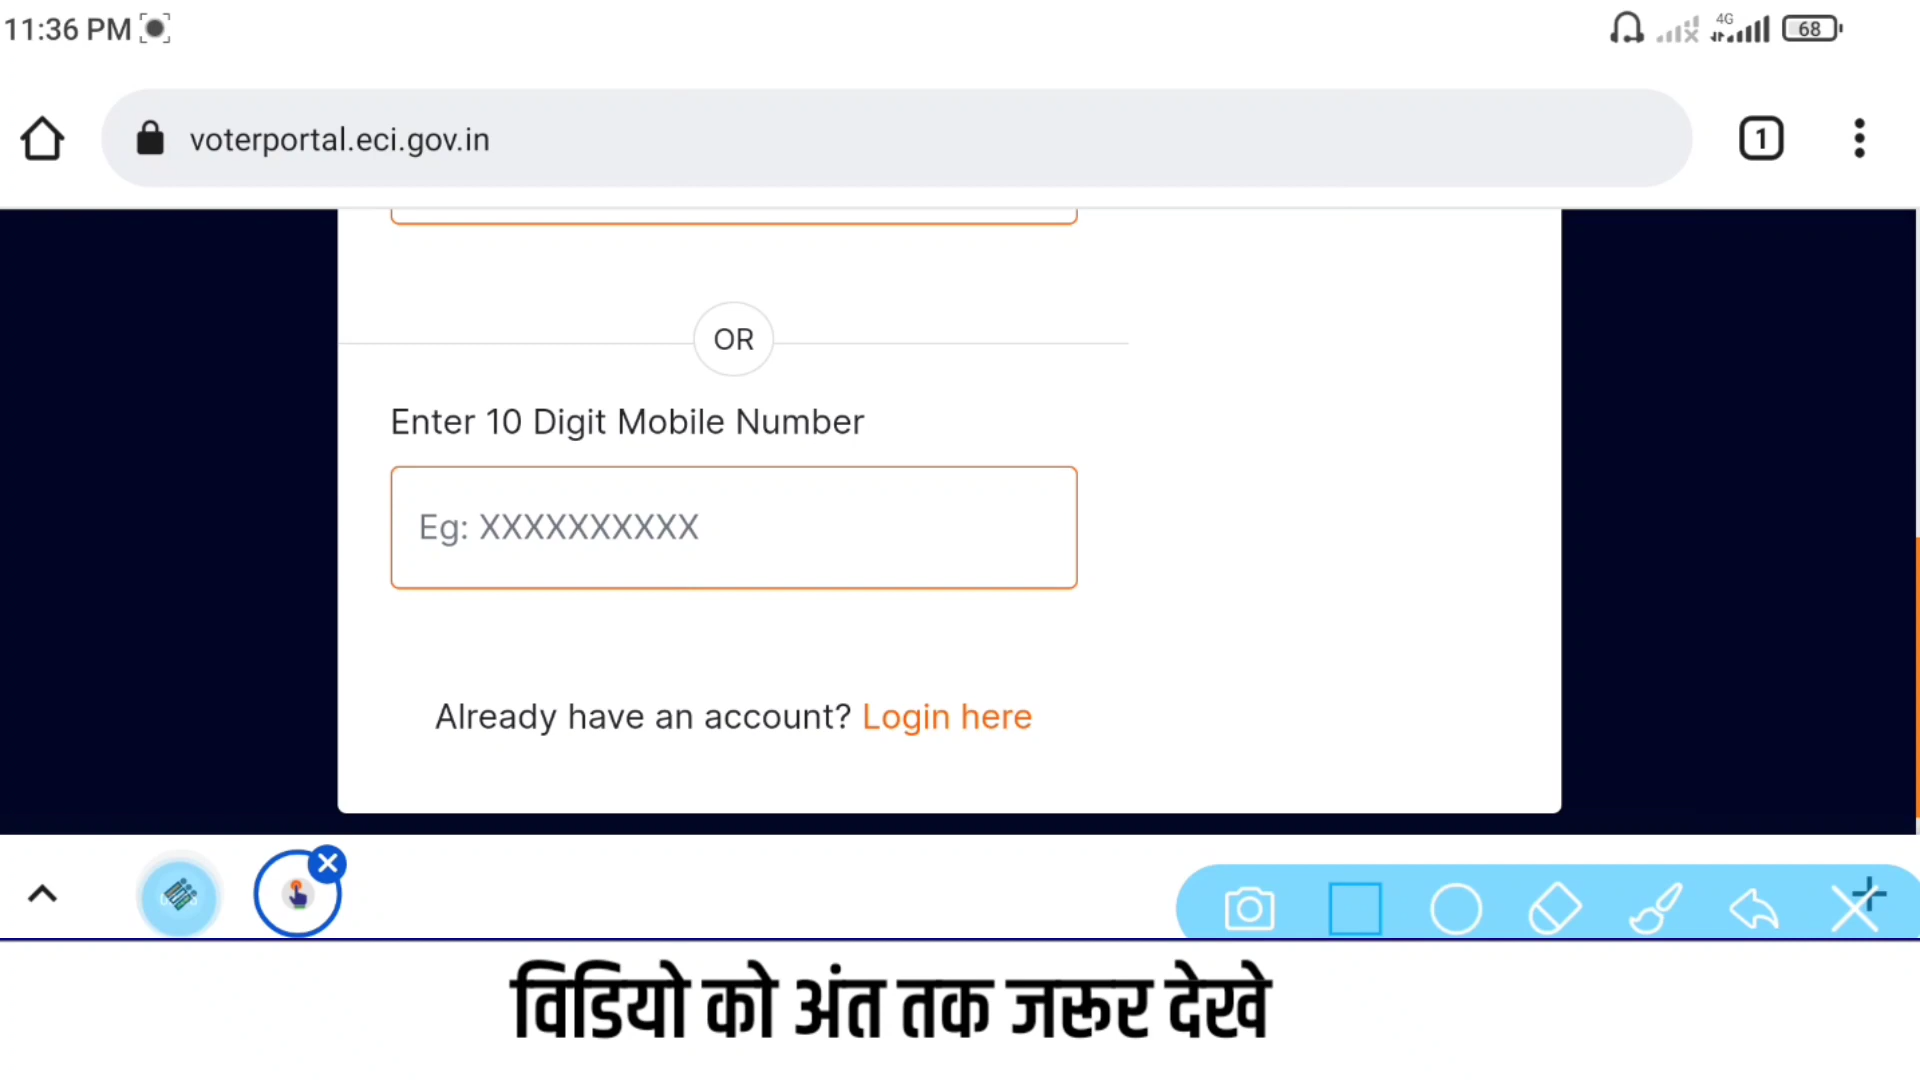 11:36 PM
4G
68
voterportal.eci.gov.in
1
OR
Enter 10 Digit Mobile Number
Eg: XXXXXXXXXX
Already have an account? Login here
विडियो को अंत तक जरूर देखे